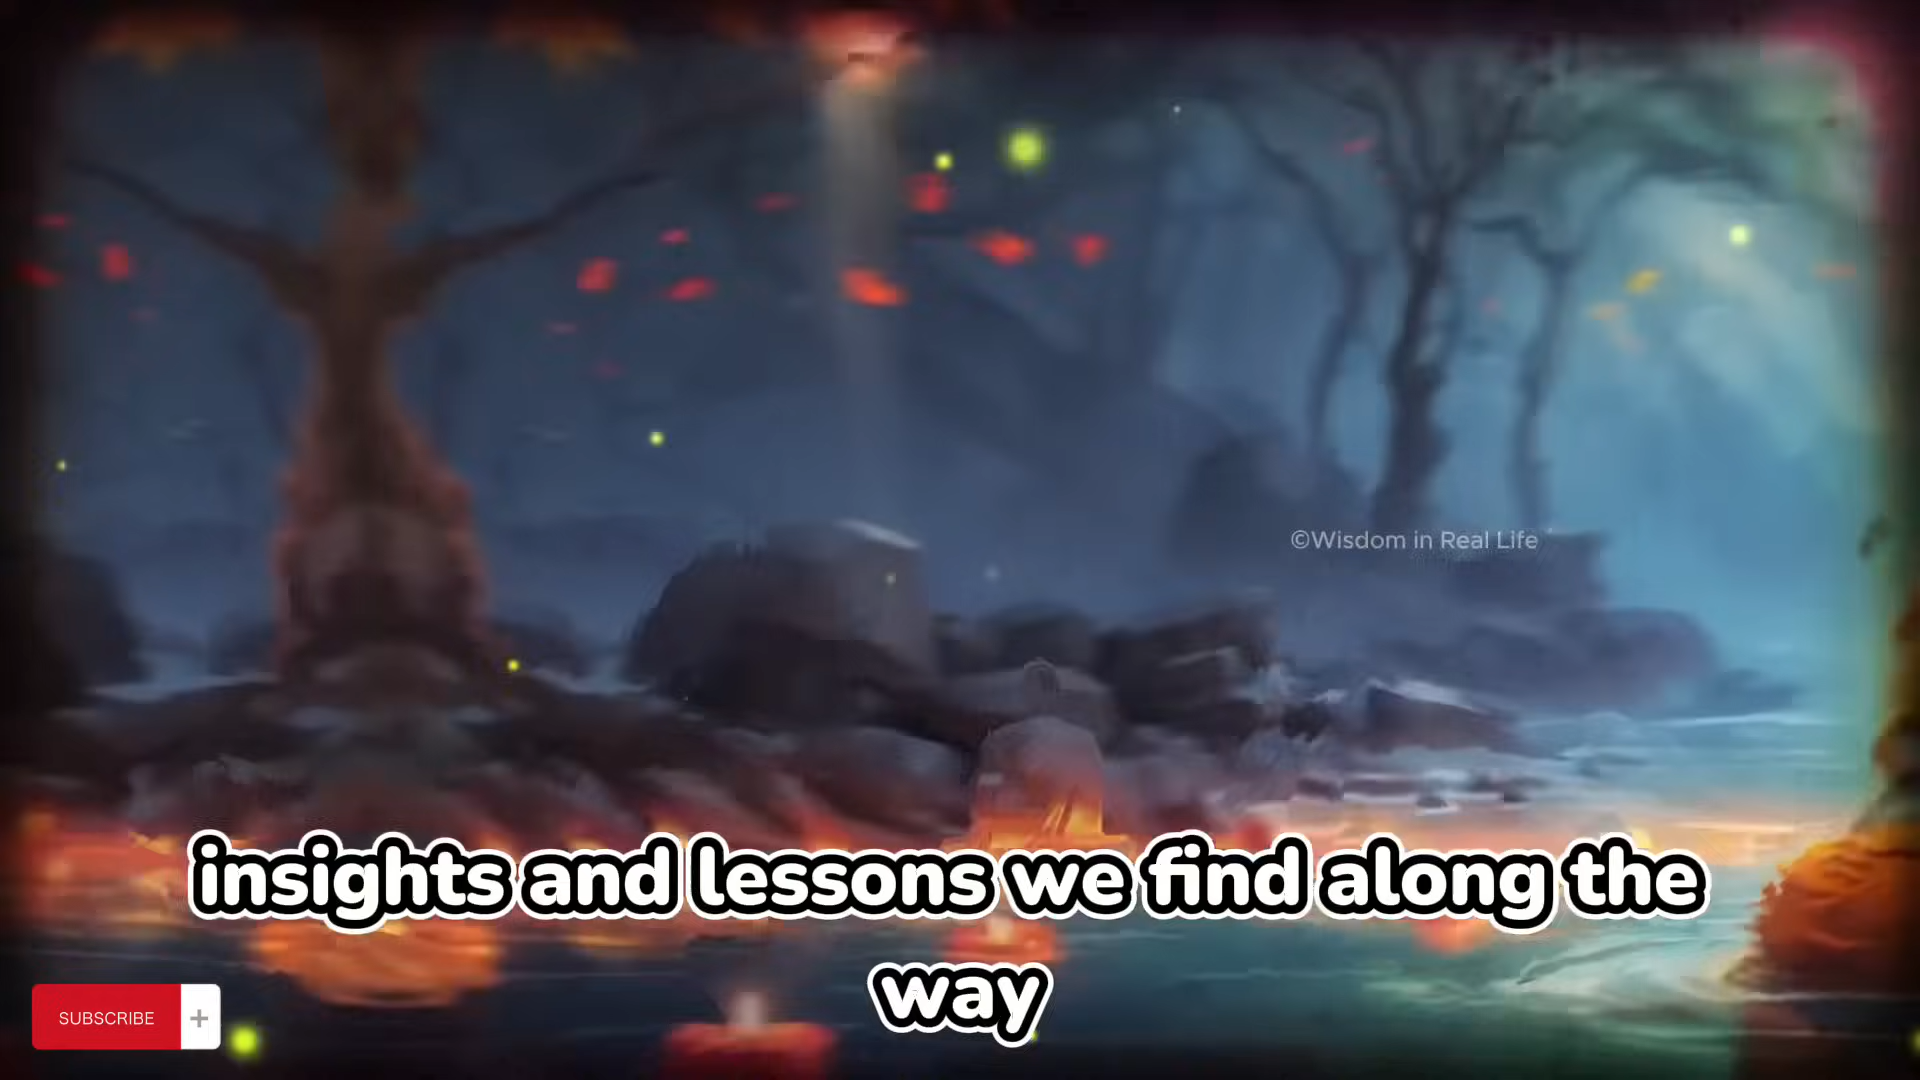 ©Wisdom in Real Life
insights and lessons we find along the
way
SUBSCRIBE +